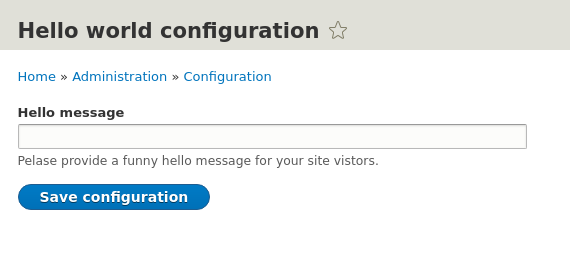 Hello world configuration
Home » Administration » Configuration
Hello message
Pelase provide a funny hello message for your site vistors.
Save configuration